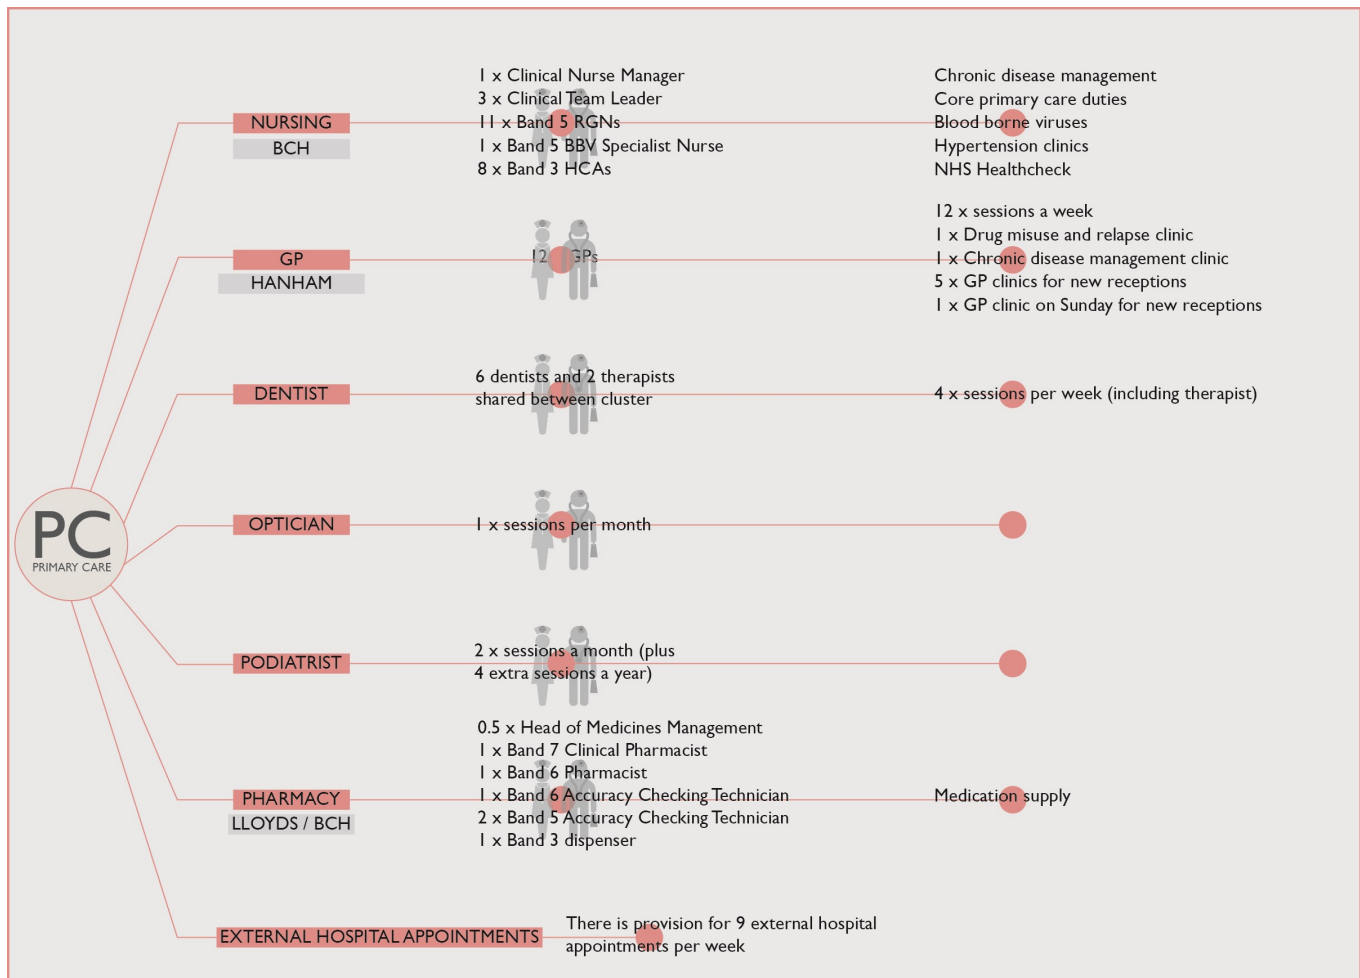 1 x Clinical Nurse Manager
3 x Clinical Team Leader
11 x Band 5 RGNs
1 x Band 5 BBV Specialist Nurse
8 x Band 3 HCAs
Chronic disease management
Core primary care duties
Blood borne viruses
Hypertension clinics
NHS Healthcheck
NURSING
BCH
GP
HANHAM
12 GPs
12 x sessions a week
1 x Drug misuse and relapse clinic
1 x Chronic disease management clinic
5 x GP clinics for new receptions
1 x GP clinic on Sunday for new receptions
DENTIST
6 dentists and 2 therapists
shared between cluster
4 x sessions per week (including therapist)
PC
PRIMARY CARE
OPTICIAN
1 x sessions per month
PODIATRIST
2 x sessions a month (plus
4 extra sessions a year)
PHARMACY
LLOYDS / BCH
0.5 x Head of Medicines Management
1 x Band 7 Clinical Pharmacist
1 x Band 6 Pharmacist
1 x Band 6 Accuracy Checking Technician
2 x Band 5 Accuracy Checking Technician
1 x Band 3 dispenser
Medication supply
EXTERNAL HOSPITAL APPOINTMENTS
There is provision for 9 external hospital
appointments per week